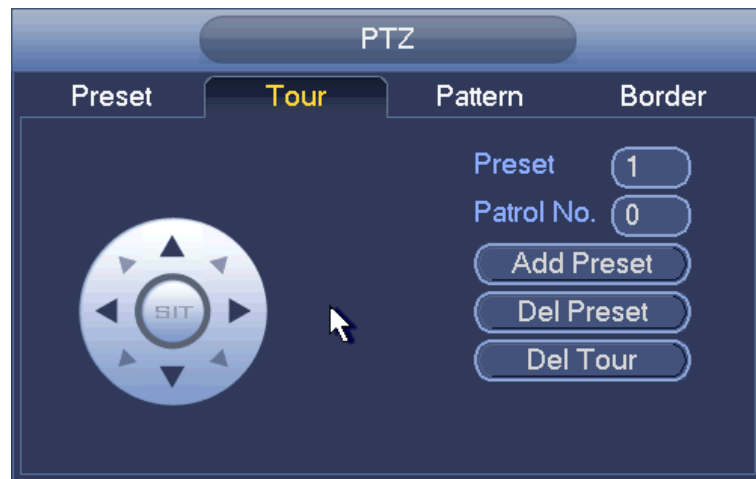 PTZ
Preset Tour Pattern Border
Preset 1
Patrol No. 0
Add Preset
SIT Del Preset
Del Tour